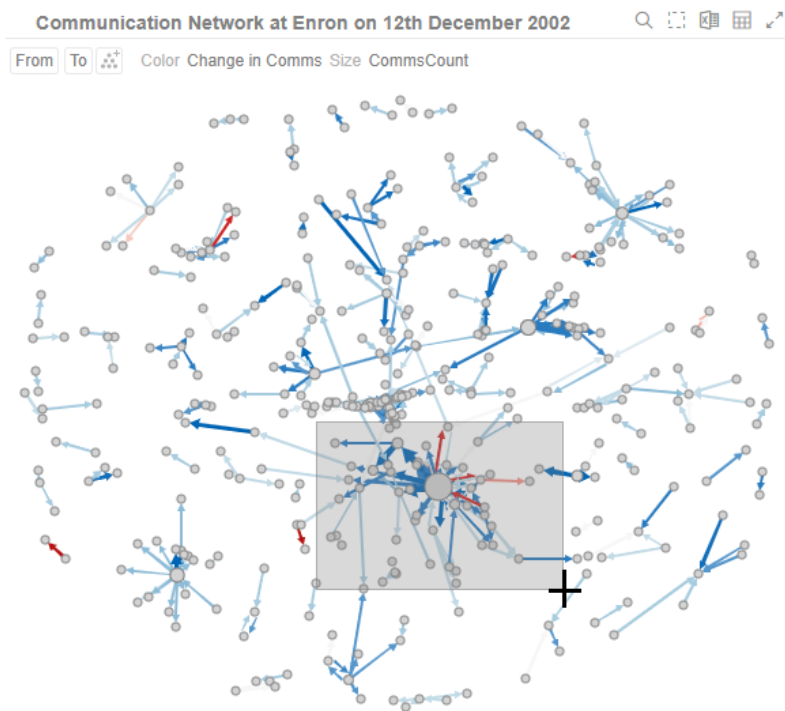 Communication Network at Enron on 12th December 2002
From To Color Change in Comms Size CommsCount